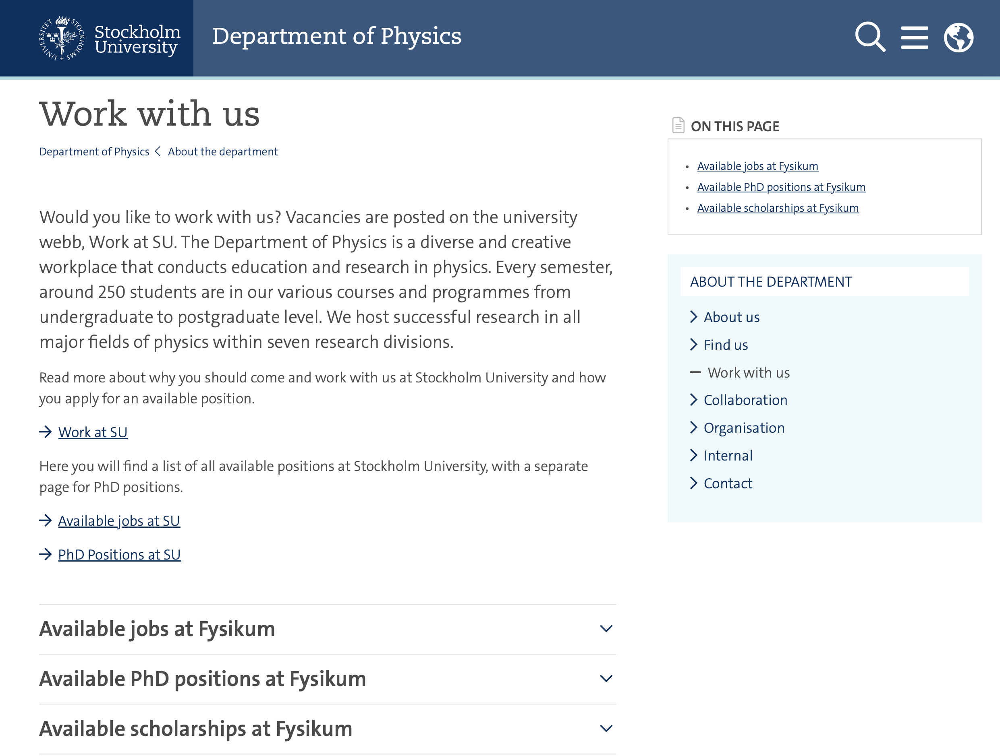 STOCKHOLMS UNIVERSITET
Stockholm
University
Department of Physics
Work with us
Department of Physics
About the department
Would you like to work with us? Vacancies are posted on the university
webb, Work at SU. The Department of Physics is a diverse and creative
workplace that conducts education and research in physics. Every semester,
around 250 students are in our various courses and programmes from
undergraduate to postgraduate level. We host successful research in all
major fields of physics within seven research divisions.
Read more about why you should come and work with us at Stockholm University and how
you apply for an available position.
Work at SU
Here you will find a list of all available positions at Stockholm University, with a separate
page for PhD positions.
Available jobs at SU
PhD Positions at SU
Available jobs at Fysikum
Available PhD positions at Fysikum
Available scholarships at Fysikum
ON THIS PAGE
• Available jobs at Fysikum
• Available PhD positions at Fysikum
• Available scholarships at Fysikum
ABOUT THE DEPARTMENT
About us
Find us
Work with us
Collaboration
Organisation
Internal
Contact